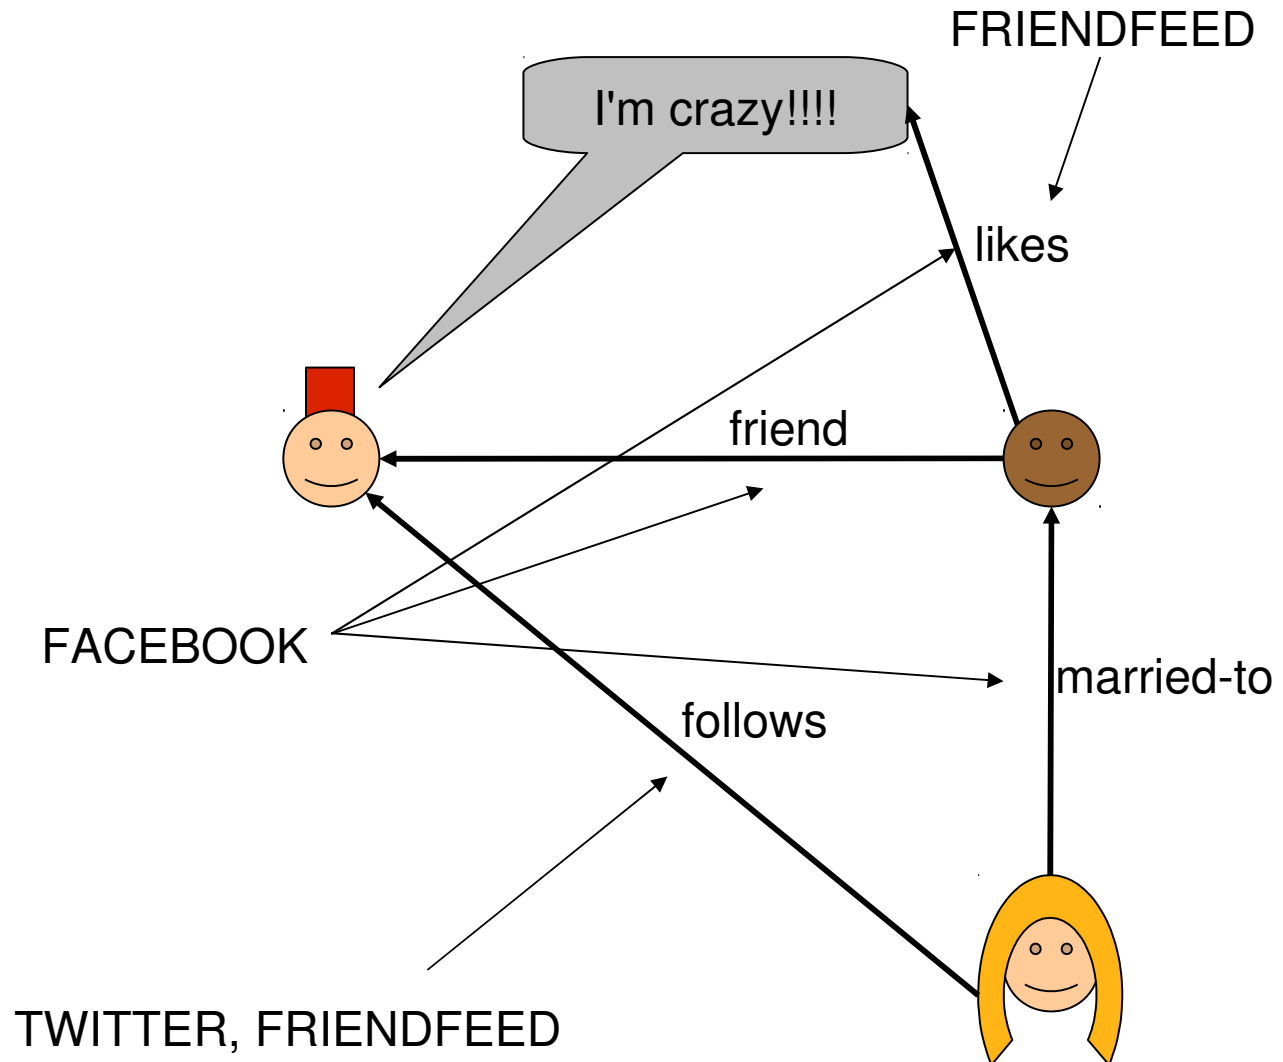 FRIENDFEED
I'm crazy!!!!
likes
friend
FACEBOOK
married-to
follows
TWITTER, FRIENDFEED